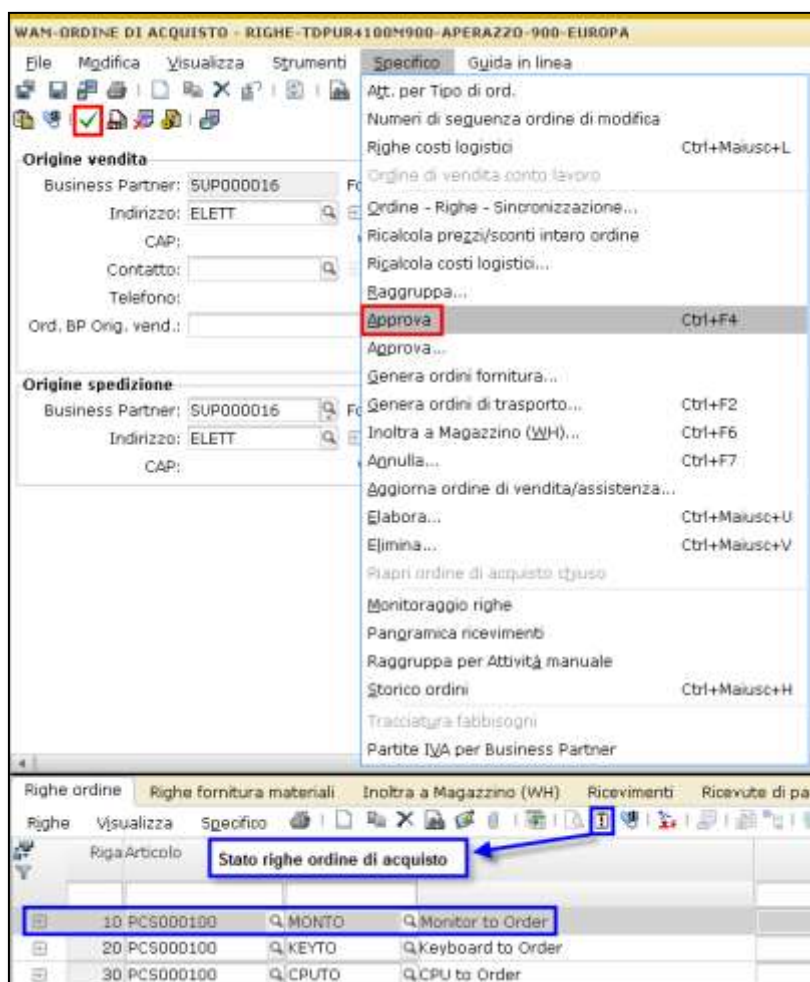 WAM-ORDINE DI ACQUISTO - RIGHE-TDPUR4100M900-APERAZZO-900-EUROPA
File Modifica Visualizza Strumenti Specifico Guida in linea
Att. per Tipo di ord.
Numeri di seguenza ordine di modifica
Righe costi logistici Ctrl+Maiusc+L
Ordine di vendita conto lavoro
Ordine - Righe - Sincronizzazione...
Ricalcola prezzi/sconti intero ordine
Ricalcola costi logistici...
Raggruppa...
Approva Ctrl+F4
Approva...
Genera ordini fornitura...
Genera ordini di trasporto... Ctrl+F2
Inoltra a Magazzino (WH)... Ctrl+F6
Annulla... Ctrl+F7
Aggiorna ordine di vendita/assistenza...
Elabora... Ctrl+Maiusc+U
Elimina... Ctrl+Maiusc+V
Riapri ordine di acquisto chiuso
Monitoraggio righe
Panoramica ricevimenti
Raggruppa per Attività manuale
Storico ordini Ctrl+Maiusc+H
Tracciatura fabbisogni
Partite IVA per Business Partner
Origine vendita
Business Partner: SUP000016 Fo
Indirizzo: ELETT
CAP:
Contatto:
Telefono:
Ord. BP Orig. vend.:
Origine spedizione
Business Partner: SUP000016 Fo
Indirizzo: ELETT
CAP:
Righe ordine Righe fornitura materiali Inoltra a Magazzino (WH) Ricevimenti Ricevute di pa
Righe Visualizza Specifico
Riga Articolo
Stato righe ordine di acquisto
10 PCS000100 MONTO Monitor to Order
20 PCS000100 KEYTO Keyboard to Order
30 PCS000100 CPUTO CPU to Order